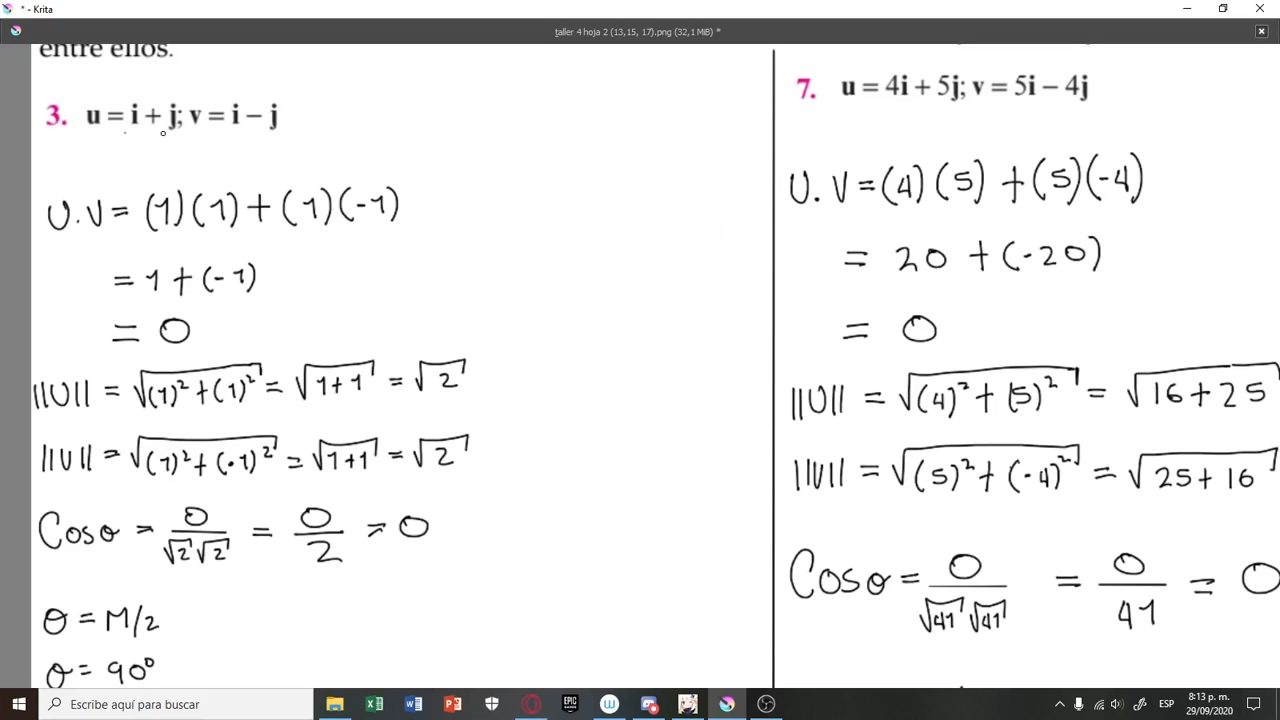 * - Krita
taller 4 hoja 2 (13,15, 17).png (32,1 MiB) *
entre ellos.
3. u = i + j; v = i − j
U.V = (1)(1) + (1)(-1)
= 1 + (-1)
= 0
||U|| = √(1)² + (1)² = √1+1 = √2
||V|| = √(1)² + (-1)² = √1+1 = √2
Cosθ = 0/√2 √2 = 0/2 = 0
θ = π/2
θ = 90°
7. u = 4i + 5j; v = 5i − 4j
U.V = (4)(5) + (5)(-4)
= 20 + (-20)
= 0
||U|| = √(4)² + (5)² = √16 + 25
||V|| = √(5)² + (-4)² = √25 + 16
Cosθ = 0/√41 √41 = 0/41 = 0
Escribe aquí para buscar
ESP
8:13 p. m.
29/09/2020